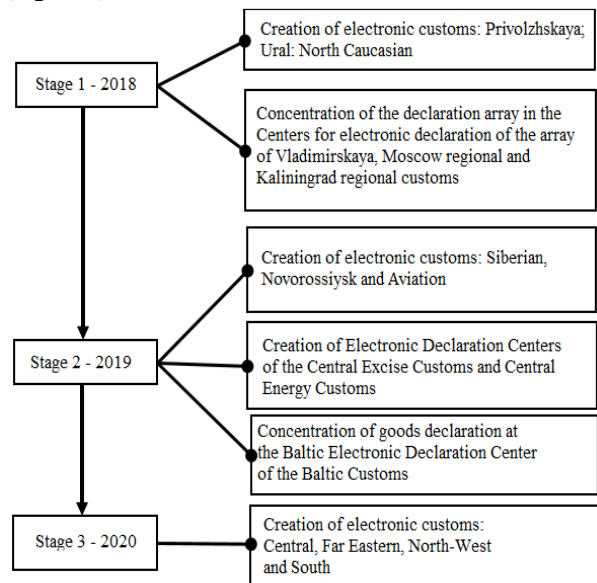 Creation of electronic customs: Privolzhskaya;
Ural: North Caucasian
Stage 1 - 2018
Concentration of the declaration array in the
Centers for electronic declaration of the array
of Vladimirskaya, Moscow regional and
Kaliningrad regional customs
Creation of electronic customs: Siberian,
Novorossiysk and Aviation
Stage 2 - 2019
Creation of Electronic Declaration Centers
of the Central Excise Customs and Central
Energy Customs
Concentration of goods declaration at
the Baltic Electronic Declaration Center
of the Baltic Customs
Stage 3 - 2020
Creation of electronic customs:
Central, Far Eastern, North-West
and South